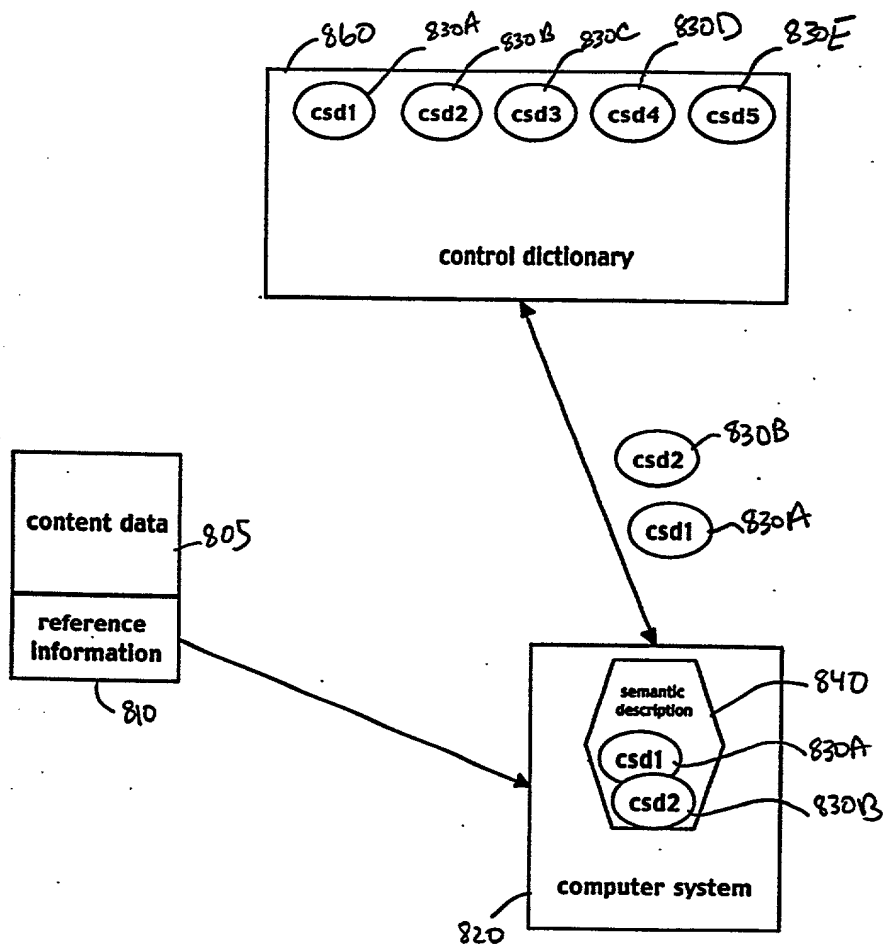 860 830A 830B 830C 830D 830E
csd1 csd2 csd3 csd4 csd5
control dictionary
830B
csd2
csd1 830A
content data
805
reference
information
810
semantic
description
840
csd1
830A
csd2
830B
computer system
820